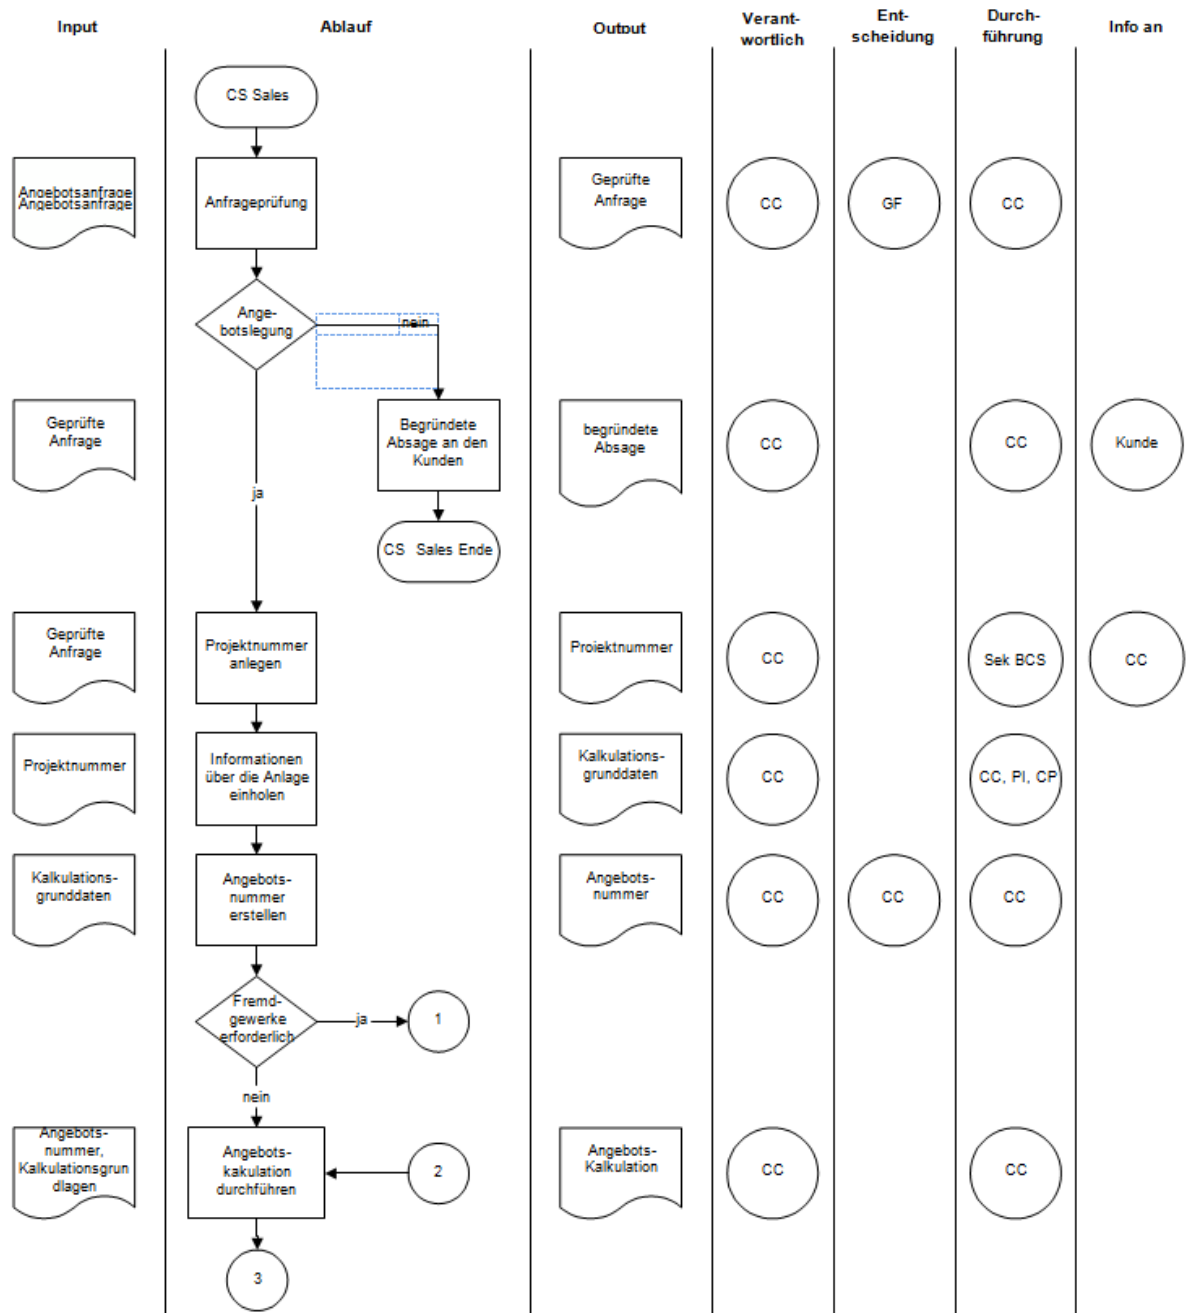 Input
Ablauf
Output
Verant-
wortlich
Ent-
scheidung
Durch-
führung
Info an
CS Sales
Angebotsanfrage
Angebotsanfrage
Anfrageprüfung
Geprüfte
Anfrage
CC
GF
CC
Ange-
botslegung
nein
Geprüfte
Anfrage
Begründete
Absage an den
Kunden
begründete
Absage
CC
CC
Kunde
ja
CS Sales Ende
Geprüfte
Anfrage
Projektnummer
anlegen
Projektnummer
CC
Sek BCS
CC
Projektnummer
Informationen
über die Anlage
einholen
Kalkulations-
grunddaten
CC
CC, PI, CP
Kalkulations-
grunddaten
Angebots-
nummer
erstellen
Angebots-
nummer
CC
CC
CC
Fremd-
gewerke
erforderlich
ja
1
nein
Angebots-
nummer,
Kalkulationsgrun
dlagen
Angebots-
kakulation
durchführen
2
Angebots-
Kalkulation
CC
CC
3